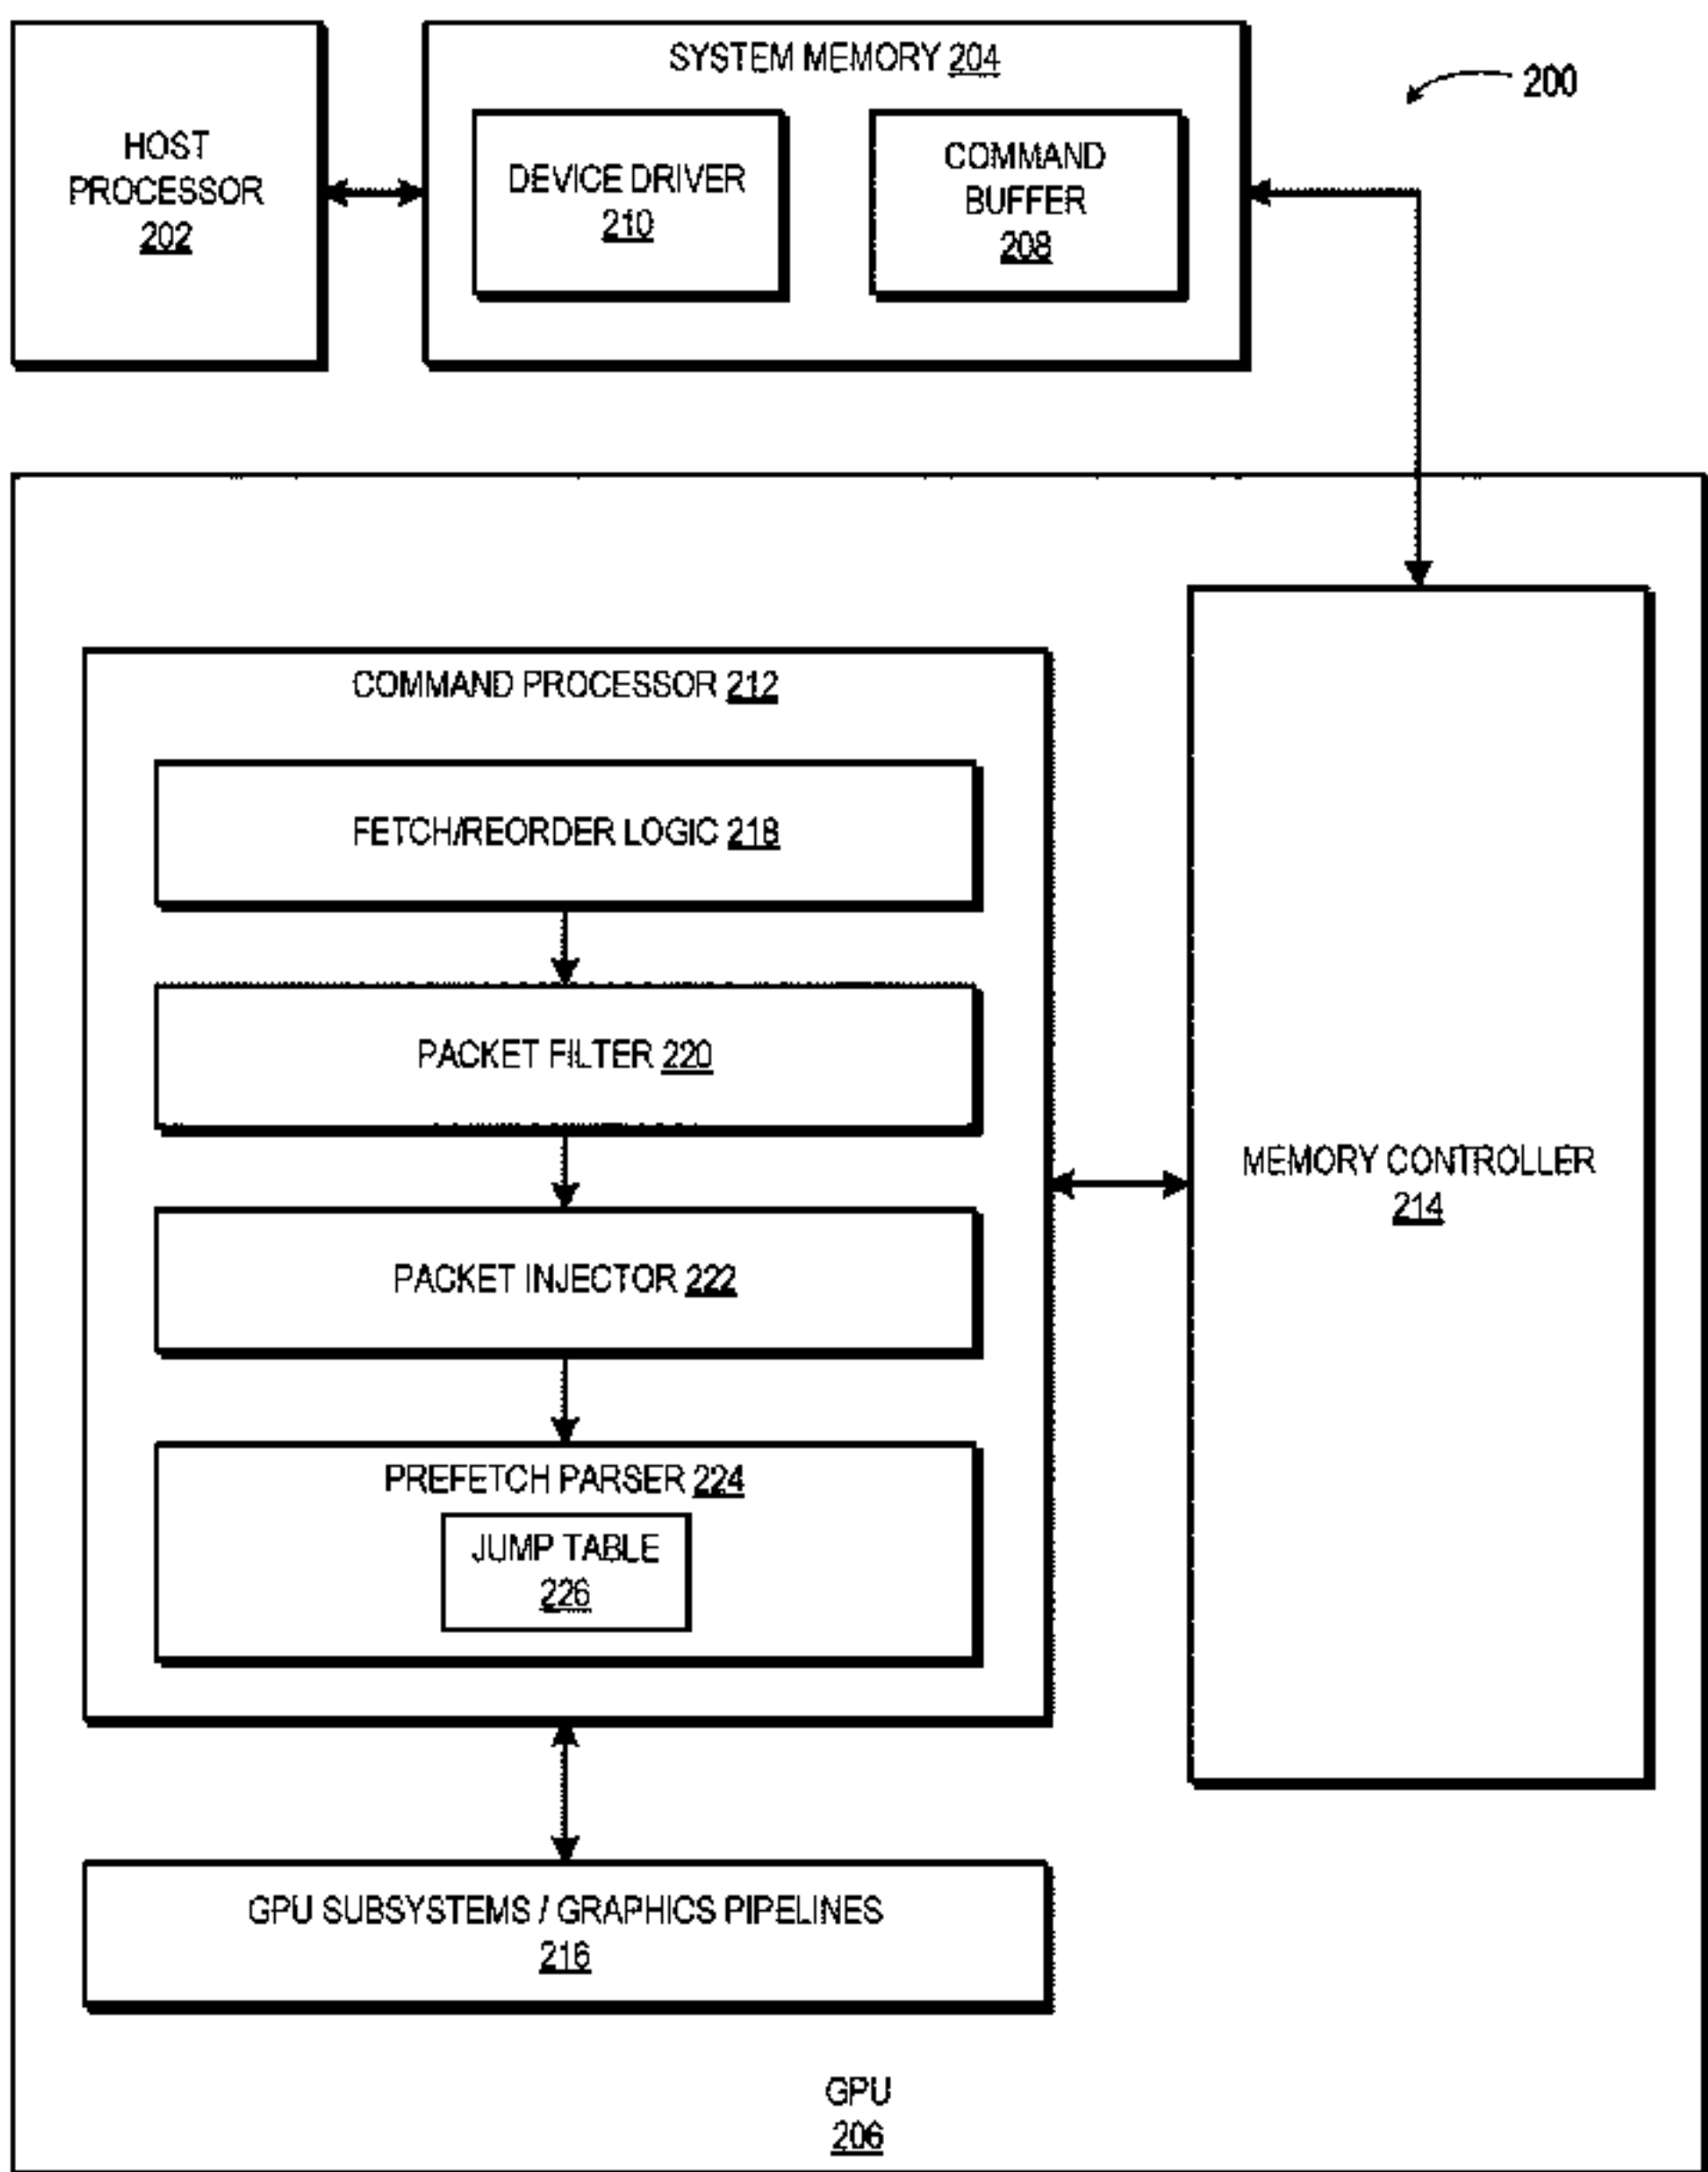 SYSTEM MEMORY 204
200
HOST
PROCESSOR
202
DEVICE DRIVER
210
COMMAND
BUFFER
208
COMMAND PROCESSOR 212
FETCH/REORDER LOGIC 218
PACKET FILTER 220
PACKET INJECTOR 222
PREFETCH PARSER 224
JUMP TABLE
226
MEMORY CONTROLLER
214
GPU SUBSYSTEMS / GRAPHICS PIPELINES
216
GPU
206